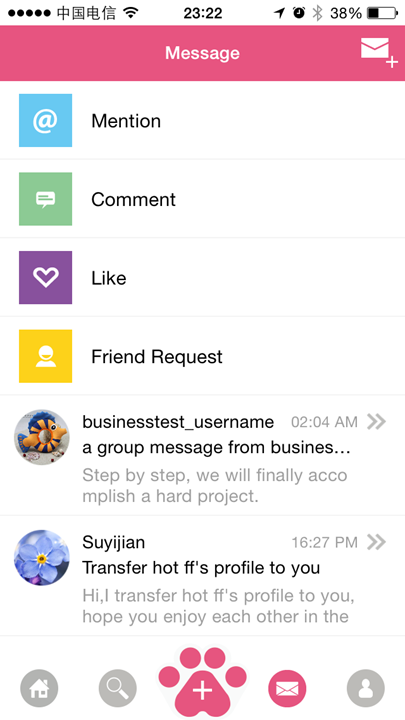 中国电信 23:22 38%
Message
@ Mention
Comment
Like
Friend Request
businesstest_username 02:04 AM
a group message from busines…
Step by step, we will finally acco
mplish a hard project.
Suyijian 16:27 PM
Transfer hot ff's profile to you
Hi,I transfer hot ff's profile to you,
hope you enjoy each other in the